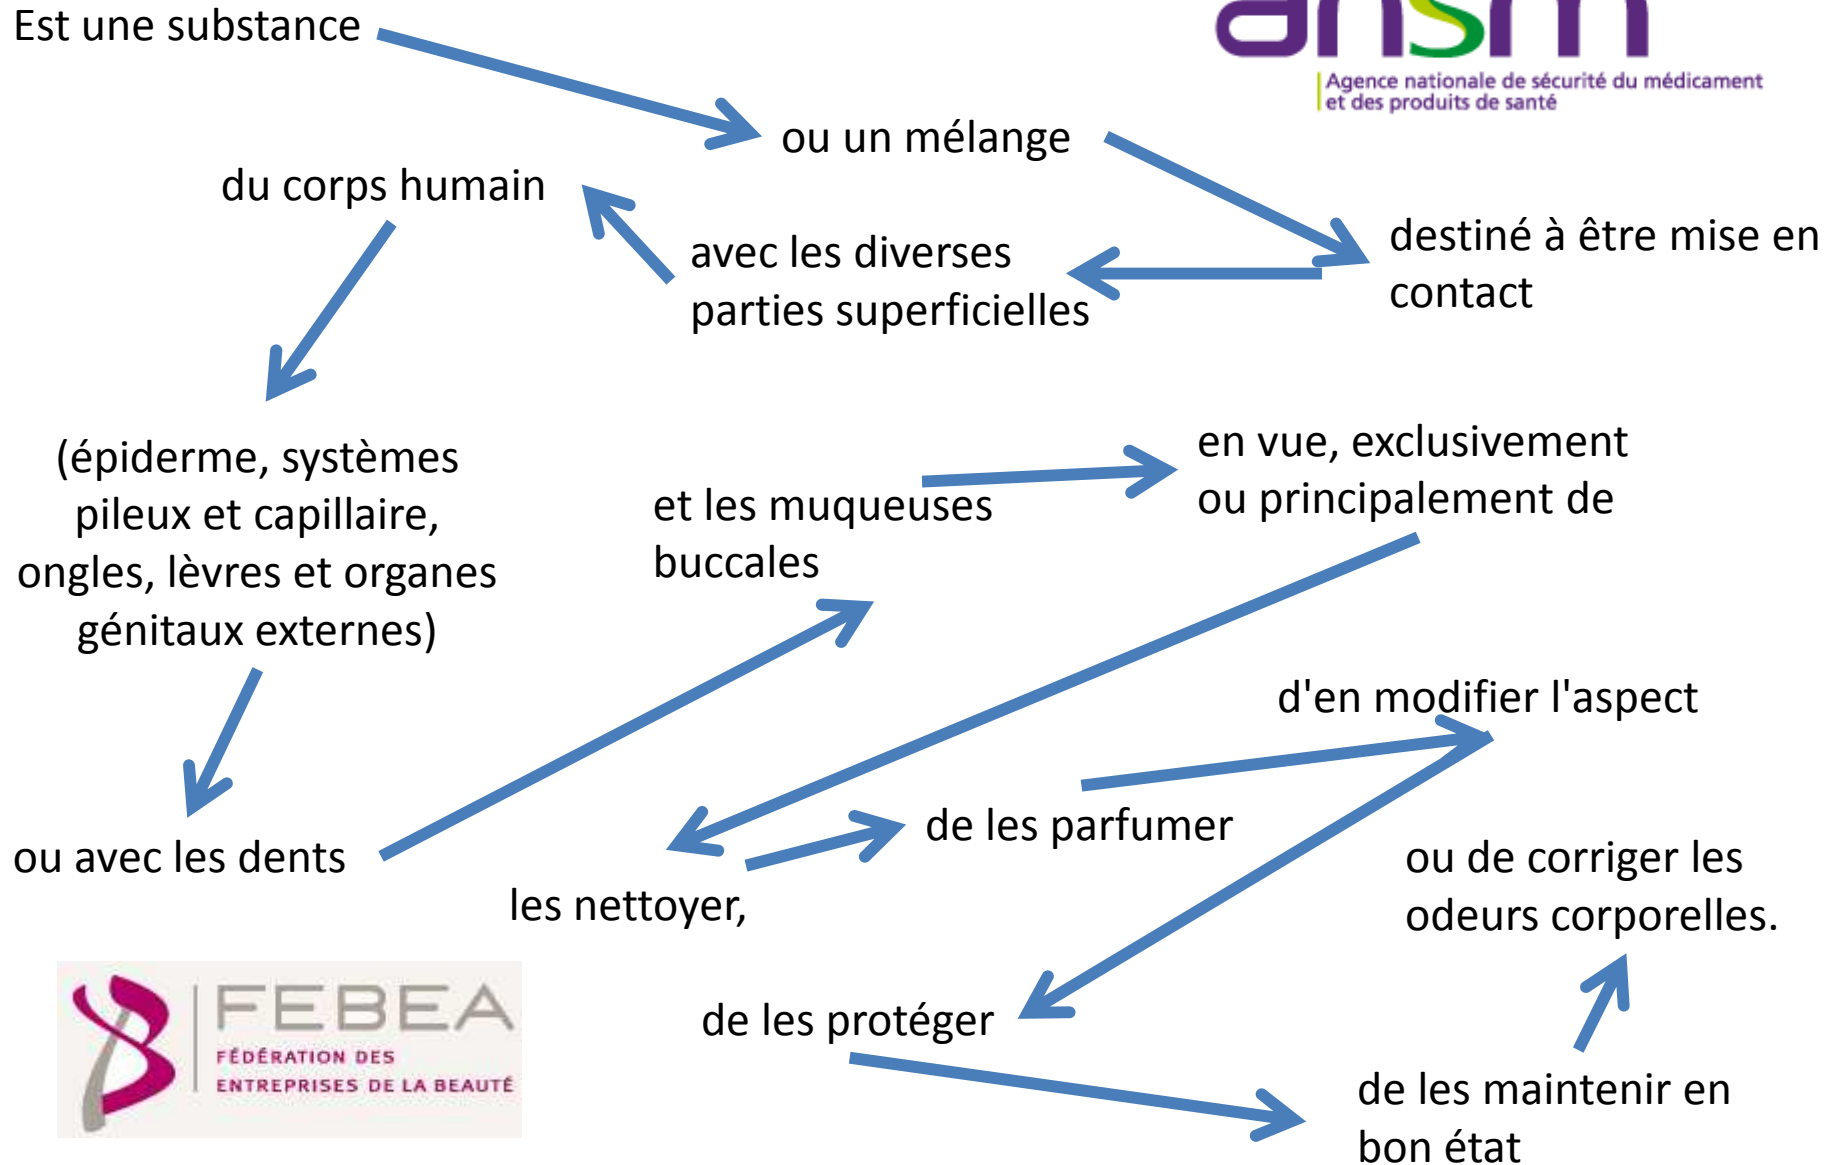 Est une substance
ansm
Agence nationale de sécurité du médicament
et des produits de santé
ou un mélange
destiné à être mise en
contact
avec les diverses
parties superficielles
du corps humain
(épiderme, systèmes
pileux et capillaire,
ongles, lèvres et organes
génitaux externes)
ou avec les dents
et les muqueuses
buccales
en vue, exclusivement
ou principalement de
les nettoyer,
de les parfumer
d'en modifier l'aspect
de les protéger
de les maintenir en
bon état
ou de corriger les
odeurs corporelles.
FEBEA
FÉDÉRATION DES
ENTREPRISES DE LA BEAUTÉ